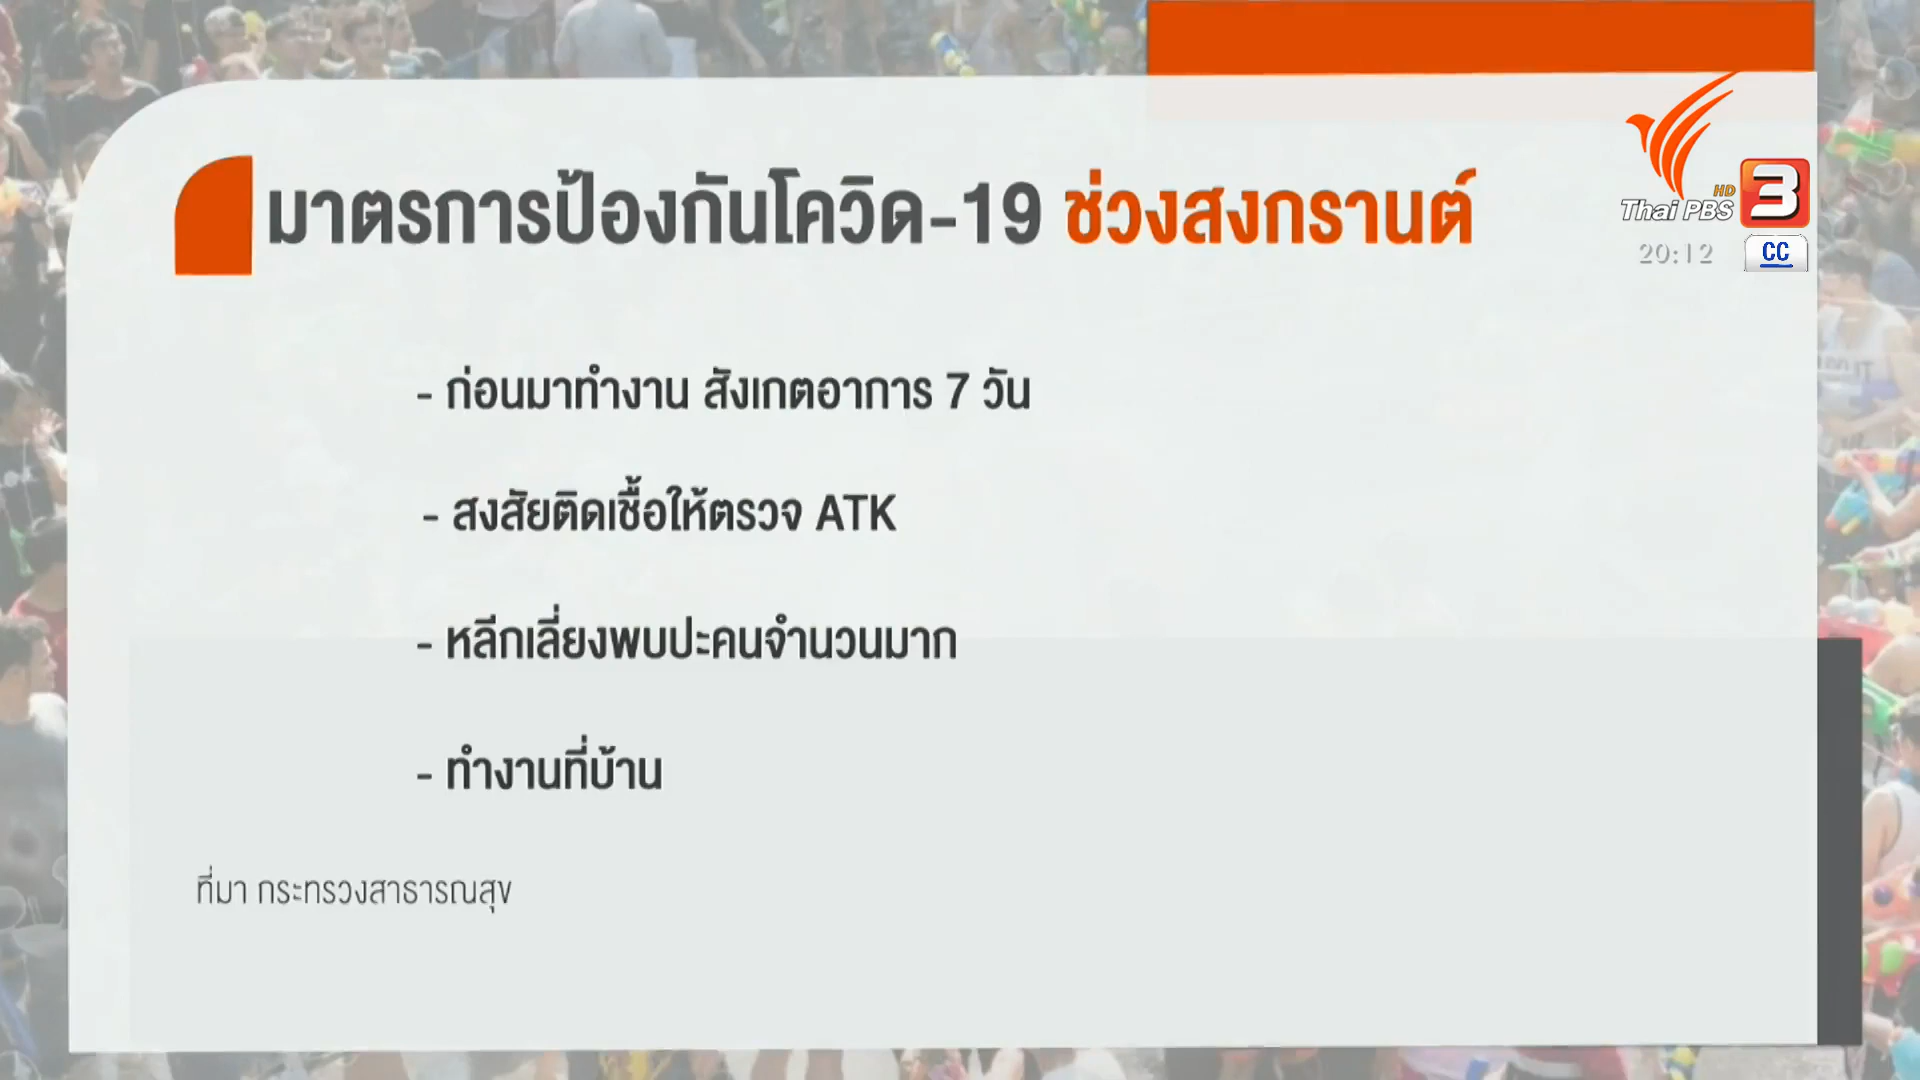 มาตรการป้องกันโควิด-19 ช่วงสงกรานต์
HD
Thai PBS 3
20:12 CC
- ก่อนมาทำงาน สังเกตอาการ 7 วัน
- สงสัยติดเชื้อให้ตรวจ ATK
- หลีกเลี่ยงพบปะคนจำนวนมาก
- ทำงานที่บ้าน
ที่มา กระทรวงสาธารณสุข